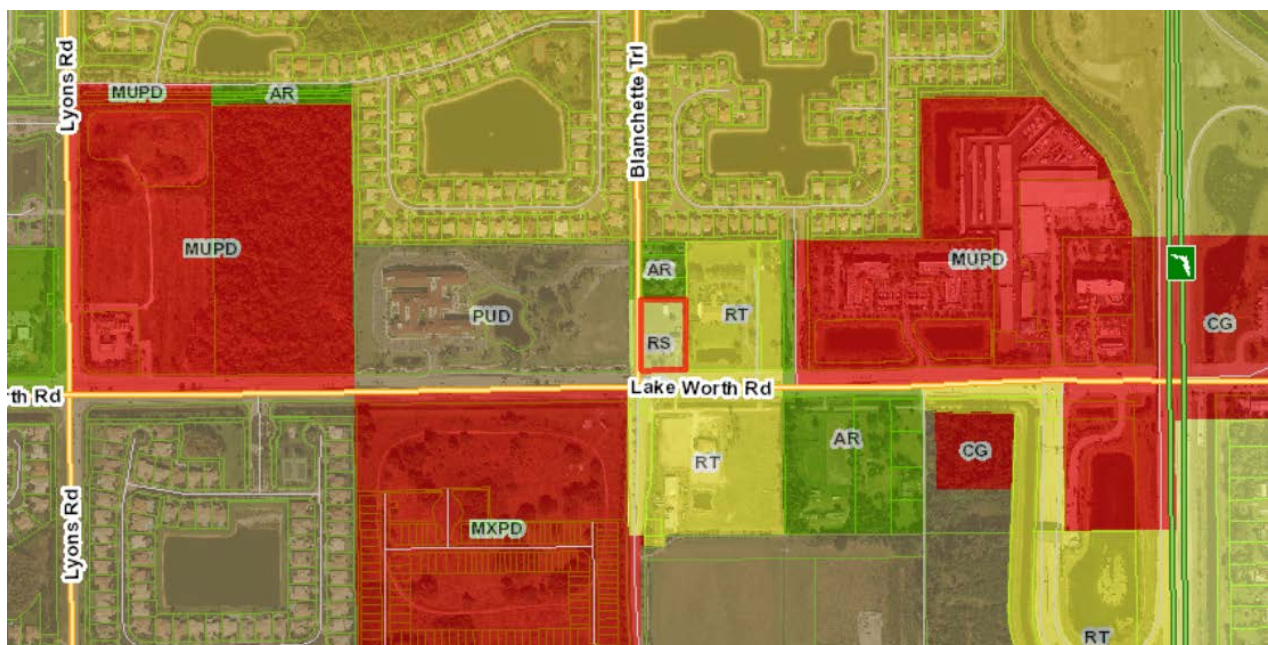 Lyons Rd
MUPD
AR
Blanchette Trl
MUPD
MUPD
AR
PUD
RT
CG
RS
Lake Worth Rd
rth Rd
RT
AR
CG
MXPD
Lyons Rd
RT